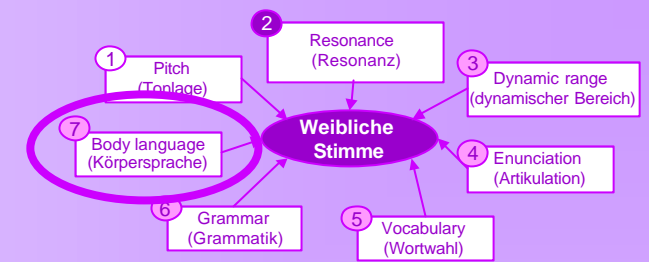 2
Resonance
(Resonanz)
1
Pitch
(Tonlage)
3
Dynamic range
(dynamischer Bereich)
7
Body language
(Körpersprache)
Weibliche
Stimme
4
Enunciation
(Artikulation)
6
Grammar
(Grammatik)
5
Vocabulary
(Wortwahl)